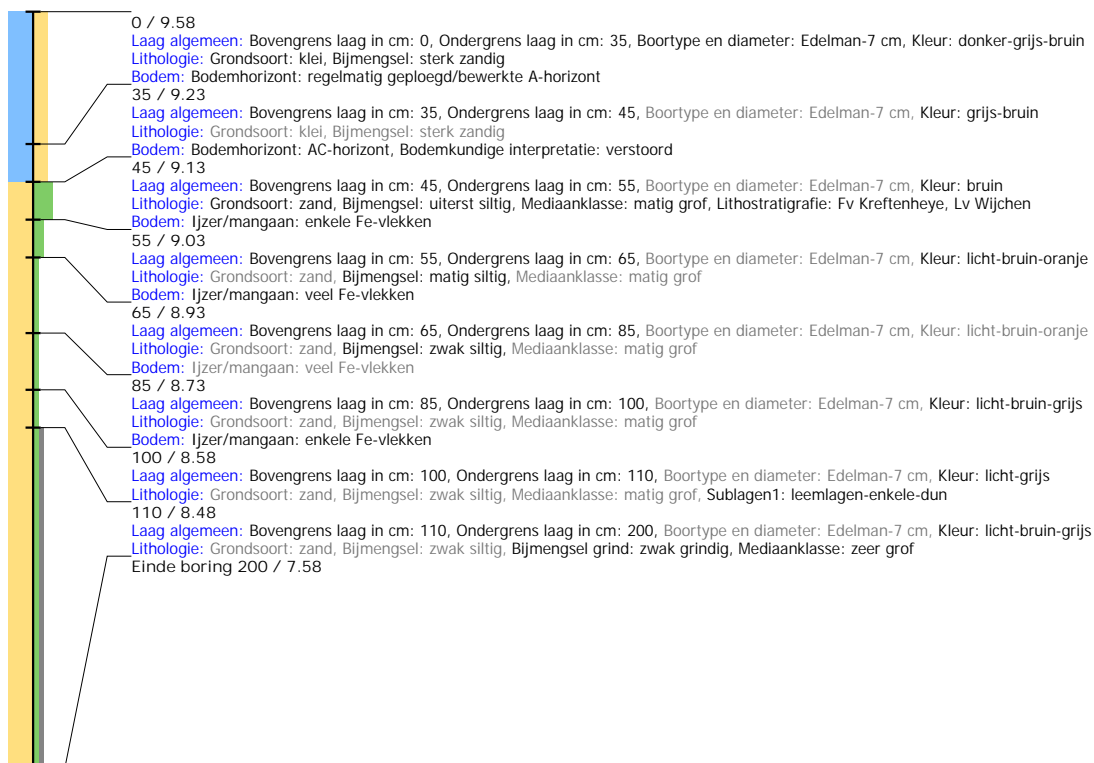 0 / 9.58
Laag algemeen: Bovengrens laag in cm: 0, Ondergrens laag in cm: 35, Boortype en diameter: Edelman-7 cm, Kleur: donker-grijs-bruin
Lithologie: Grondsoort: klei, Bijmengsel: sterk zandig
Bodem: Bodemhorizont: regelmatig geploegd/bewerkte A-horizont
35 / 9.23
Laag algemeen: Bovengrens laag in cm: 35, Ondergrens laag in cm: 45, Boortype en diameter: Edelman-7 cm, Kleur: grijs-bruin
Lithologie: Grondsoort: klei, Bijmengsel: sterk zandig
Bodem: Bodemhorizont: AC-horizont, Bodemkundige interpretatie: verstoord
45 / 9.13
Laag algemeen: Bovengrens laag in cm: 45, Ondergrens laag in cm: 55, Boortype en diameter: Edelman-7 cm, Kleur: bruin
Lithologie: Grondsoort: zand, Bijmengsel: uiterst siltig, Mediaanklasse: matig grof, Lithostratigrafie: Fv Kreftenheye, Lv Wijchen
Bodem: Ijzer/mangaan: enkele Fe-vlekken
55 / 9.03
Laag algemeen: Bovengrens laag in cm: 55, Ondergrens laag in cm: 65, Boortype en diameter: Edelman-7 cm, Kleur: licht-bruin-oranje
Lithologie: Grondsoort: zand, Bijmengsel: matig siltig, Mediaanklasse: matig grof
Bodem: Ijzer/mangaan: veel Fe-vlekken
65 / 8.93
Laag algemeen: Bovengrens laag in cm: 65, Ondergrens laag in cm: 85, Boortype en diameter: Edelman-7 cm, Kleur: licht-bruin-oranje
Lithologie: Grondsoort: zand, Bijmengsel: zwak siltig, Mediaanklasse: matig grof
Bodem: Ijzer/mangaan: veel Fe-vlekken
85 / 8.73
Laag algemeen: Bovengrens laag in cm: 85, Ondergrens laag in cm: 100, Boortype en diameter: Edelman-7 cm, Kleur: licht-bruin-grijs
Lithologie: Grondsoort: zand, Bijmengsel: zwak siltig, Mediaanklasse: matig grof
Bodem: Ijzer/mangaan: enkele Fe-vlekken
100 / 8.58
Laag algemeen: Bovengrens laag in cm: 100, Ondergrens laag in cm: 110, Boortype en diameter: Edelman-7 cm, Kleur: licht-grijs
Lithologie: Grondsoort: zand, Bijmengsel: zwak siltig, Mediaanklasse: matig grof, Sublagen1: leemlagen-enkele-dun
110 / 8.48
Laag algemeen: Bovengrens laag in cm: 110, Ondergrens laag in cm: 200, Boortype en diameter: Edelman-7 cm, Kleur: licht-bruin-grijs
Lithologie: Grondsoort: zand, Bijmengsel: zwak siltig, Bijmengsel grind: zwak grindig, Mediaanklasse: zeer grof
Einde boring 200 / 7.58